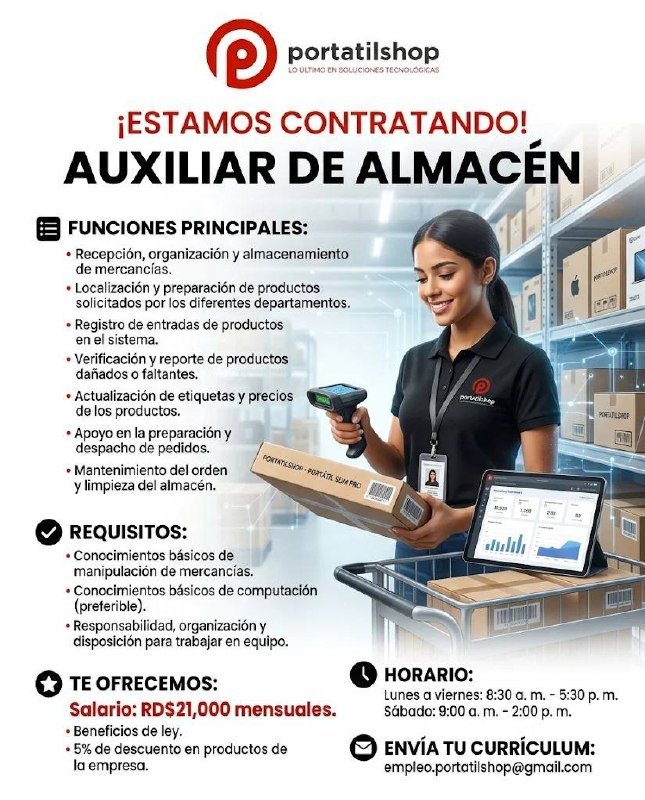 portatilshop
LO ÚLTIMO EN SOLUCIONES TECNOLÓGICAS
¡ESTAMOS CONTRATANDO!
AUXILIAR DE ALMACÉN
FUNCIONES PRINCIPALES:
• Recepción, organización y almacenamiento
de mercancías.
• Localización y preparación de productos
solicitados por los diferentes departamentos.
• Registro de entradas de productos
en el sistema.
• Verificación y reporte de productos
dañados o faltantes.
• Actualización de etiquetas y precios
de los productos.
• Apoyo en la preparación y
despacho de pedidos.
• Mantenimiento del orden
y limpieza del almacén.
portatilshop
PORTATILSHOP - PORTÁTIL SLIM PRO
PORTATILSHOP
PORTATILSHOP
REQUISITOS:
• Conocimientos básicos de
manipulación de mercancías.
• Conocimientos básicos de computación
(preferible).
• Responsabilidad, organización y
disposición para trabajar en equipo.
TE OFRECEMOS:
Salario: RD$21,000 mensuales.
• Beneficios de ley.
• 5% de descuento en productos de
la empresa.
HORARIO:
Lunes a viernes: 8:30 a. m. - 5:30 p. m.
Sábado: 9:00 a. m. - 2:00 p. m.
ENVÍA TU CURRÍCULUM:
empleo.portatilshop@gmail.com